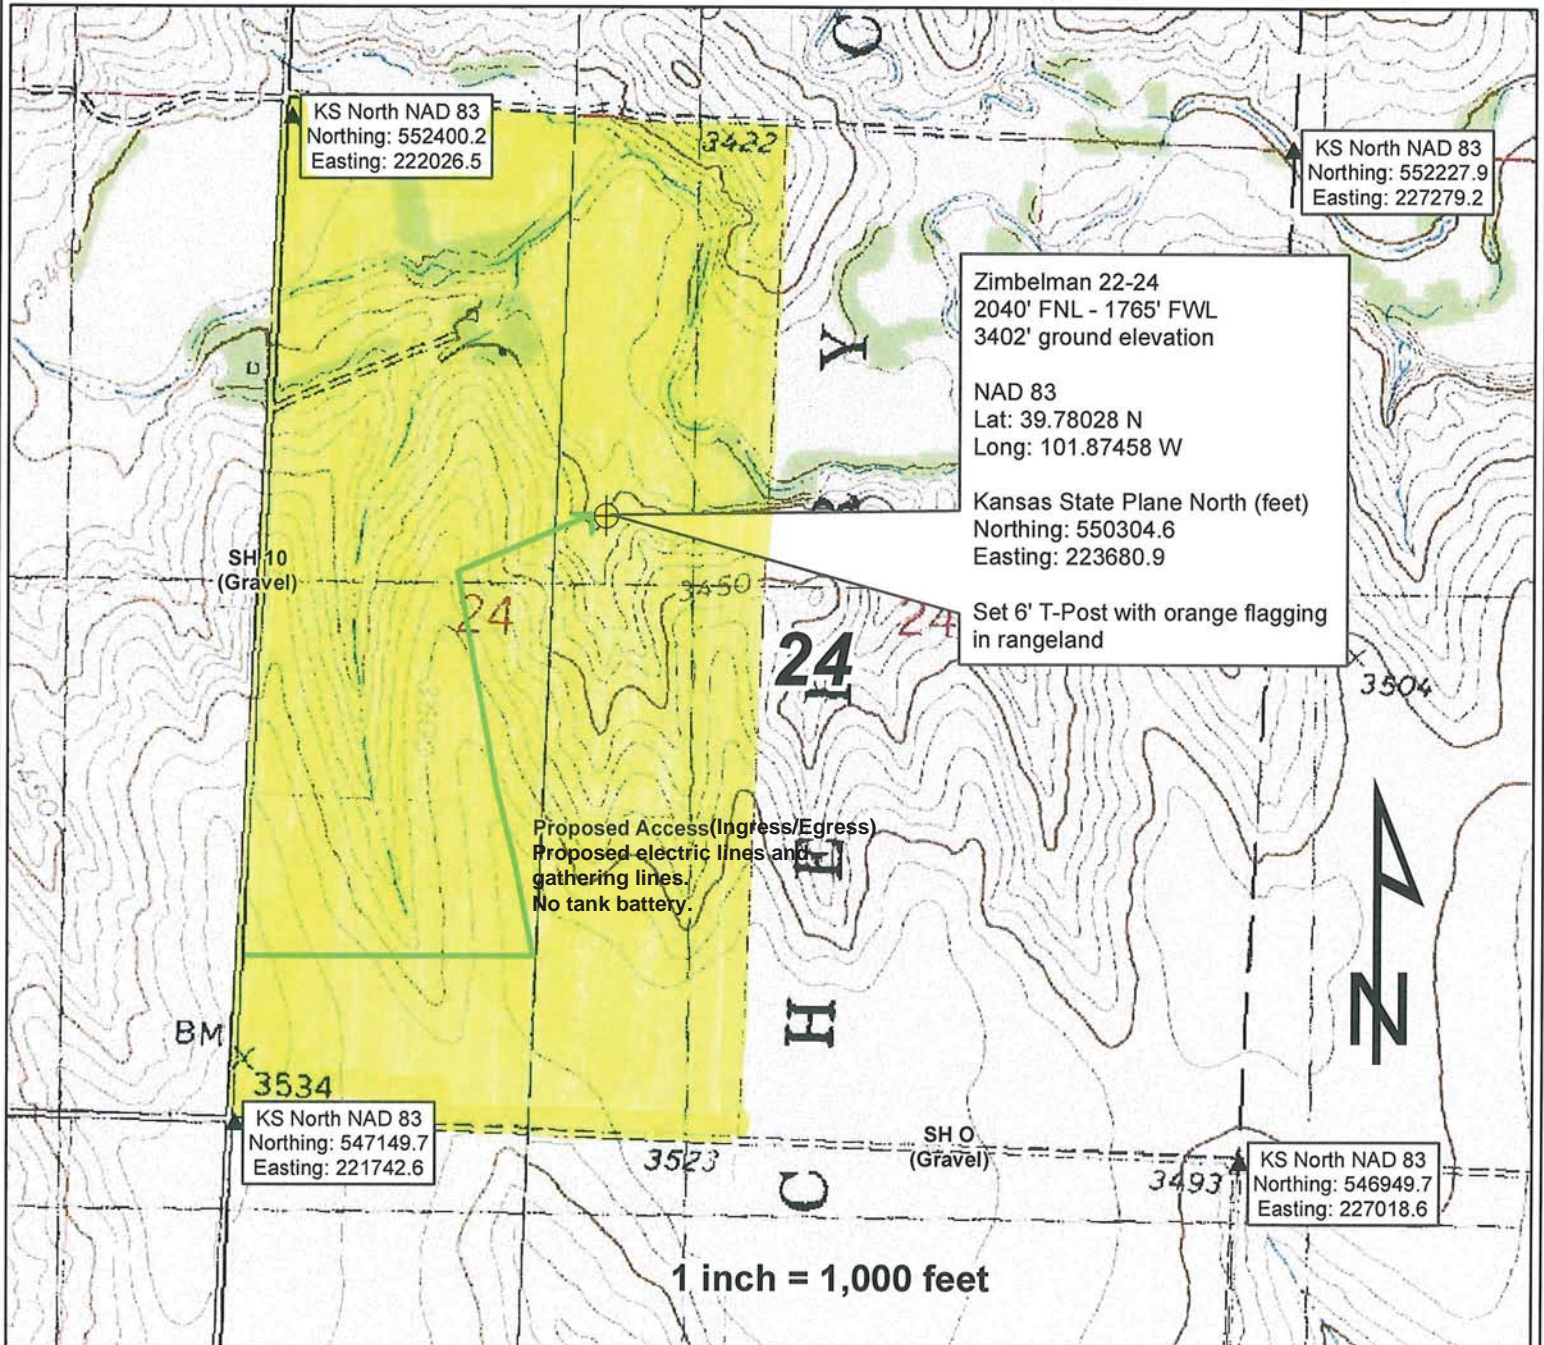 C
KS North NAD 83
Northing: 552400.2
Easting: 222026.5
3422
KS North NAD 83
Northing: 552227.9
Easting: 227279.2
3400
Y
Zimbelman 22-24
2040' FNL - 1765' FWL
3402' ground elevation
NAD 83
Lat: 39.78028 N
Long: 101.87458 W
Kansas State Plane North (feet)
Northing: 550304.6
Easting: 223680.9
Set 6' T-Post with orange flagging
in rangeland
SH 10
(Gravel)
3450
24
24
24
3504
3450
Proposed Access(Ingress/Egress)
Proposed electric lines and
gathering lines.
No tank battery.
E
H
N
BM
3534
KS North NAD 83
Northing: 547149.7
Easting: 221742.6
3523
SH O
(Gravel)
C
3493
KS North NAD 83
Northing: 546949.7
Easting: 227018.6
1 inch = 1,000 feet